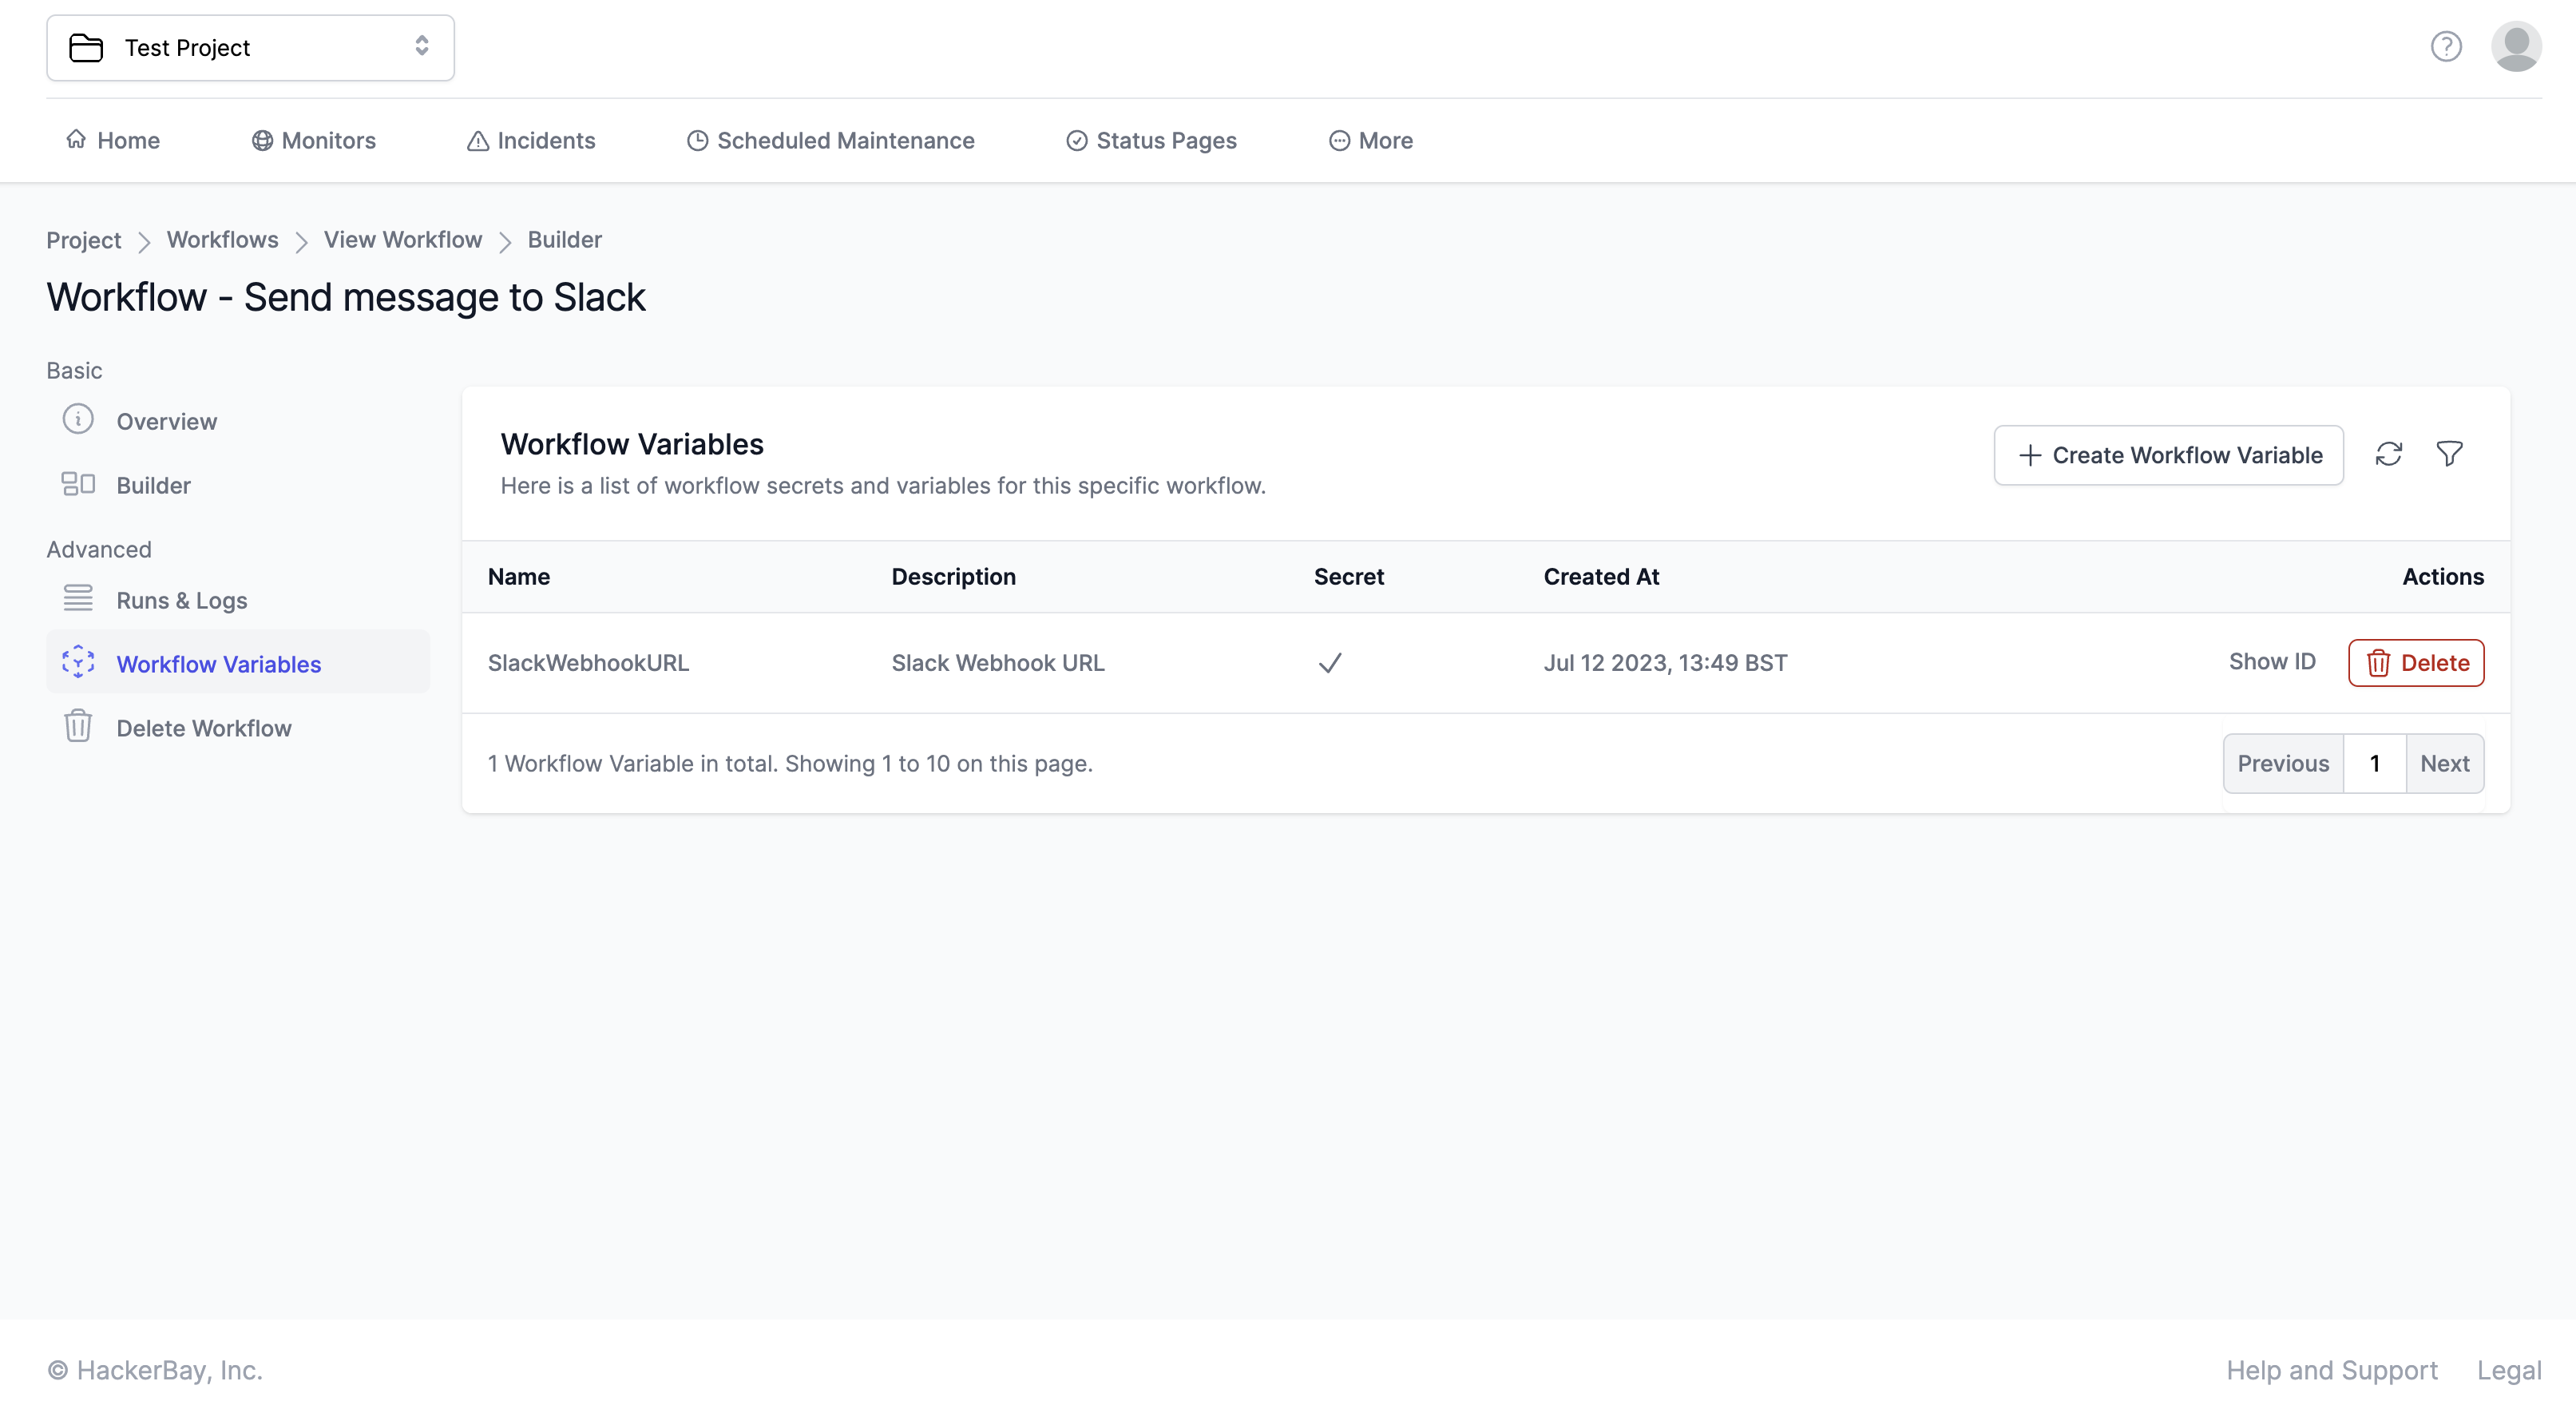 Test Project
Home Monitors Incidents Scheduled Maintenance Status Pages More
Project Workflows View Workflow Builder
Workflow - Send message to Slack
Basic
Overview
Builder
Advanced
Runs & Logs
Workflow Variables
Delete Workflow
Workflow Variables
Here is a list of workflow secrets and variables for this specific workflow.
+ Create Workflow Variable
Name Description Secret Created At Actions
SlackWebhookURL Slack Webhook URL ✓ Jul 12 2023, 13:49 BST Show ID Delete
1 Workflow Variable in total. Showing 1 to 10 on this page.
Previous 1 Next
© HackerBay, Inc.
Help and Support Legal